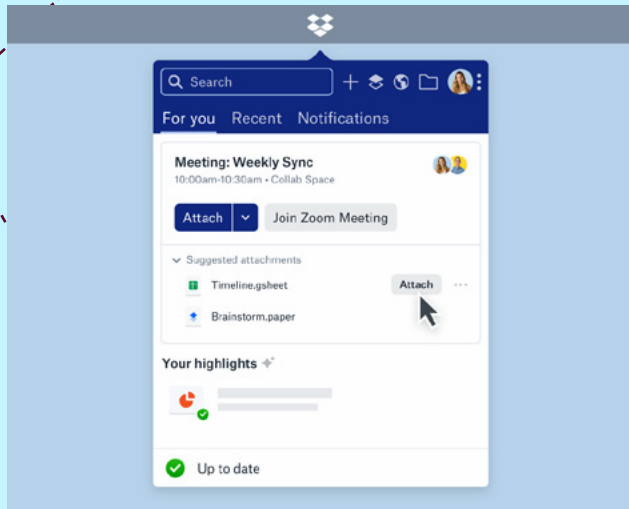 Search
For you Recent Notifications
Meeting: Weekly Sync
10:00am-10:30am • Collab Space
Attach Join Zoom Meeting
Suggested attachments
Timeline.gsheet Attach ...
Brainstorm.paper
Your highlights
Up to date